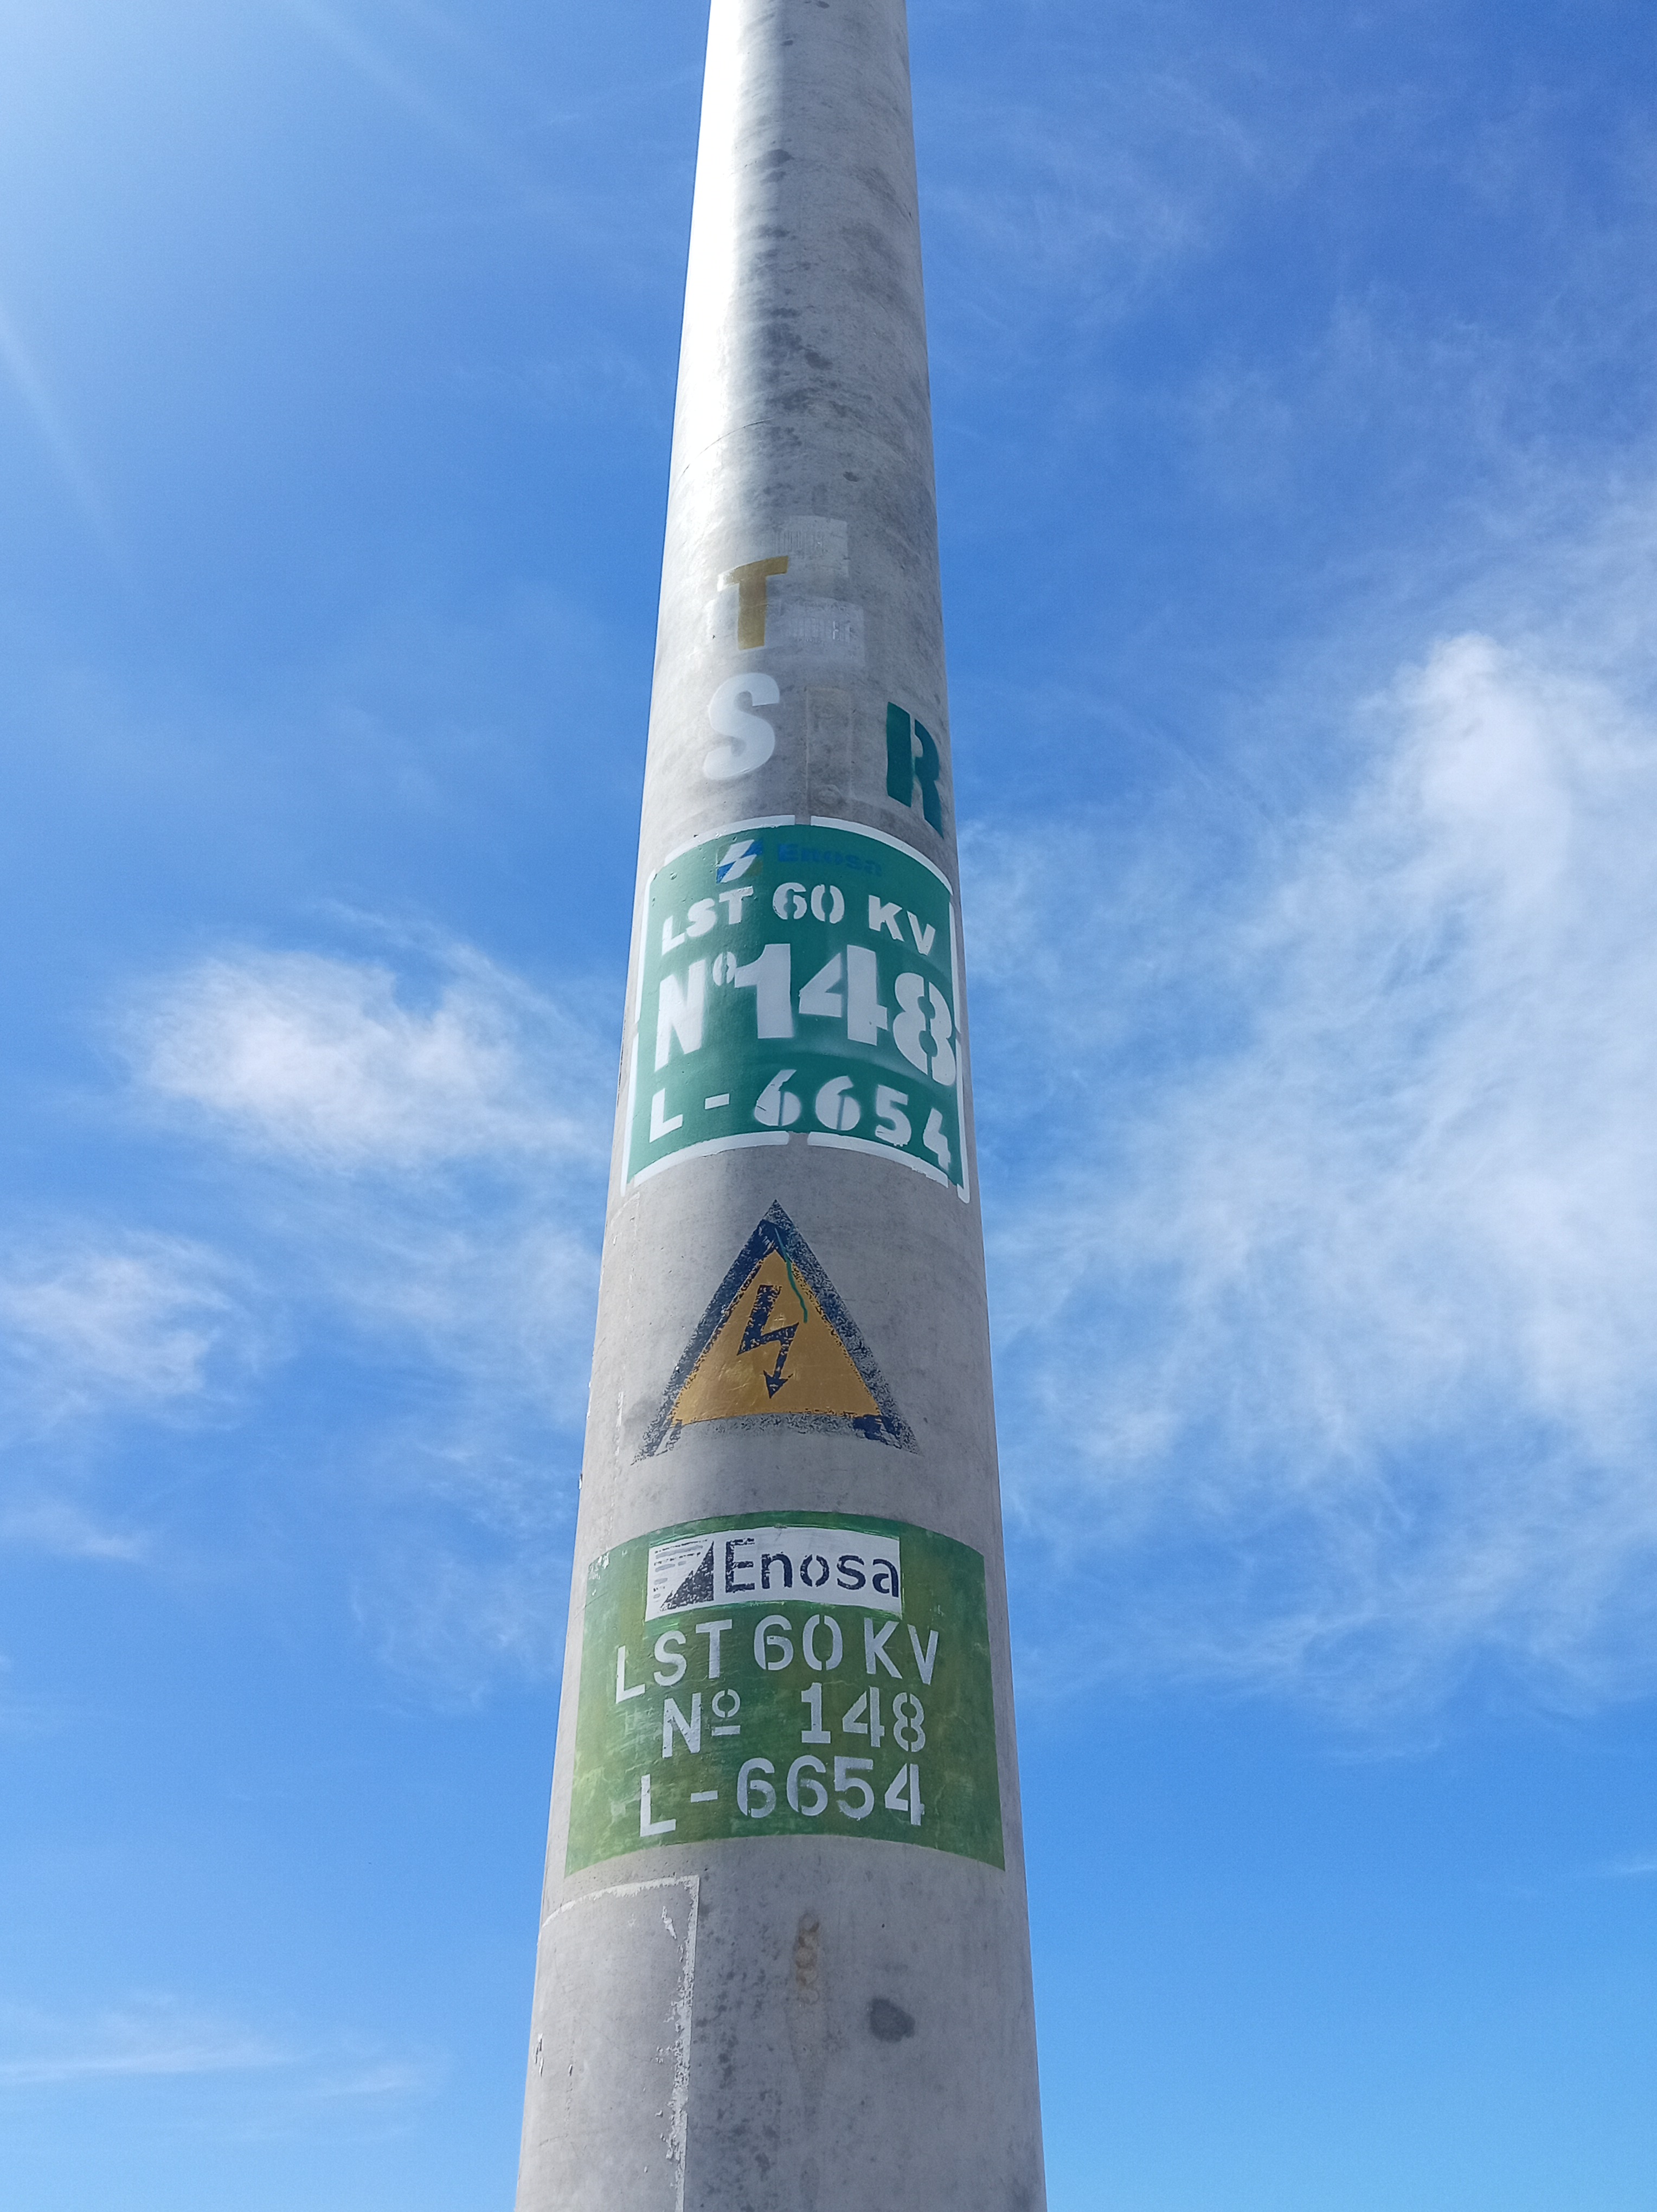 T
S R
Enosa
LST 60 KV
Nº148
L-6654
Enosa
LST 60 KV
Nº 148
L-6654